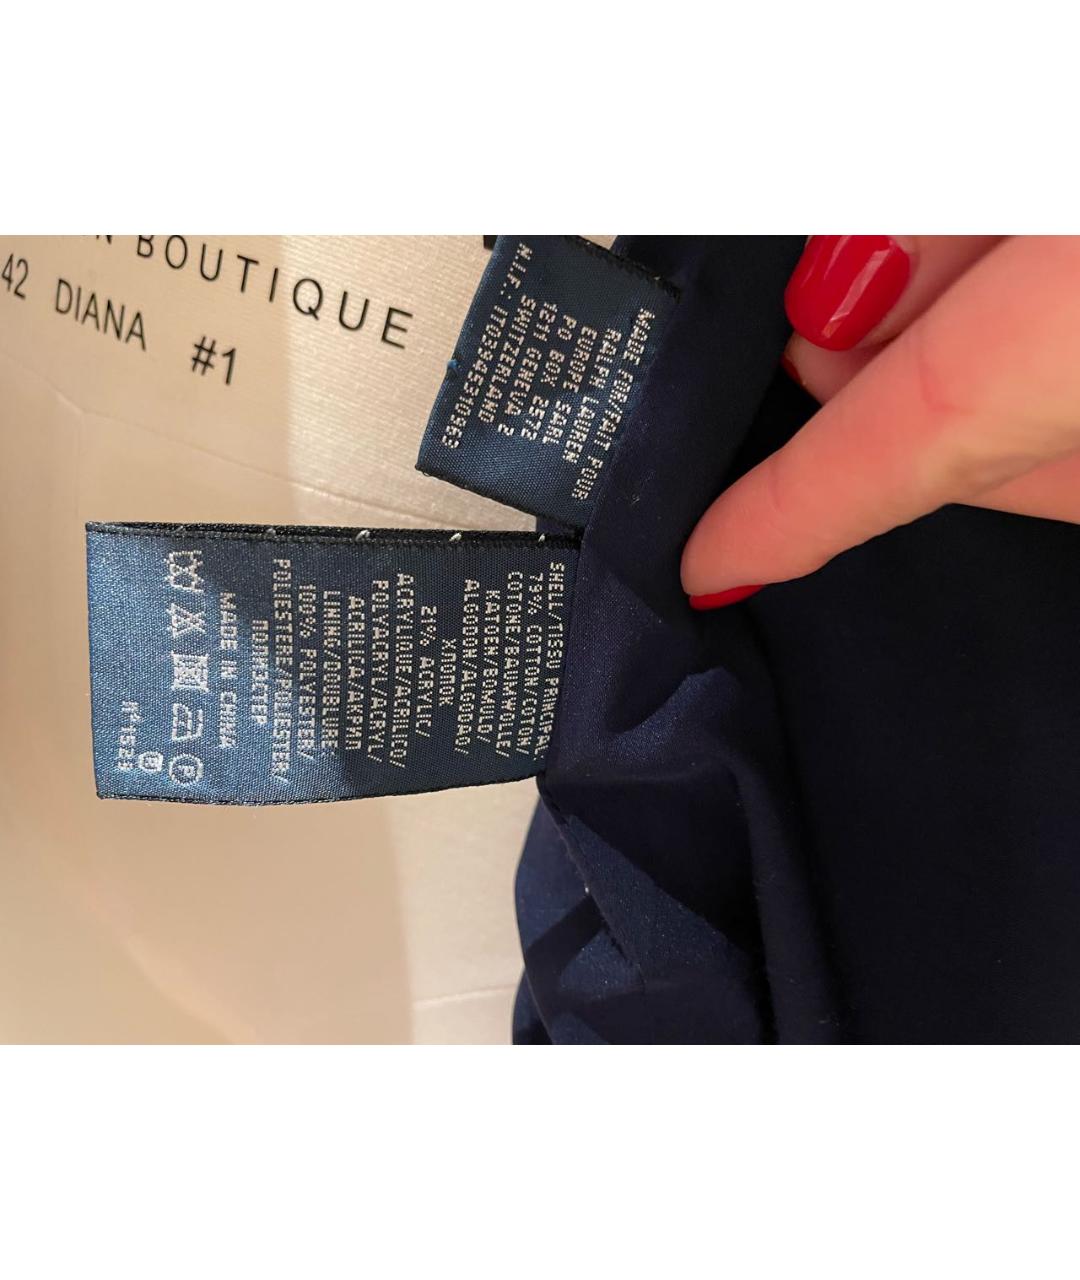 N BOUTIQUE
42 DIANA #1
MADE FOR/FAIT POUR
RALPH LAUREN
EUROPE SARL
PO BOX 2572
1211 GENEVA 2
SWITZERLAND
N.I.F.: IT03945310963
SHELL/TISSU PRINCIPAL:
79% COTON/COTTON/
COTONE/BAUMWOLLE
KATOEN/BOMULD/
ALGODON/ALGODAO/
ХЛОПОК
21% ACRYLIC/
ACRYLIQUE/ACRILICO/
POLYACRYL/ACRYL/
ACRILICA/АКРИЛ
LINING/DOUBLURE:
100% POLYESTER/
POLIESTERE/POLIESTER/
ПОЛИЭСТЕР
MADE IN CHINA
P